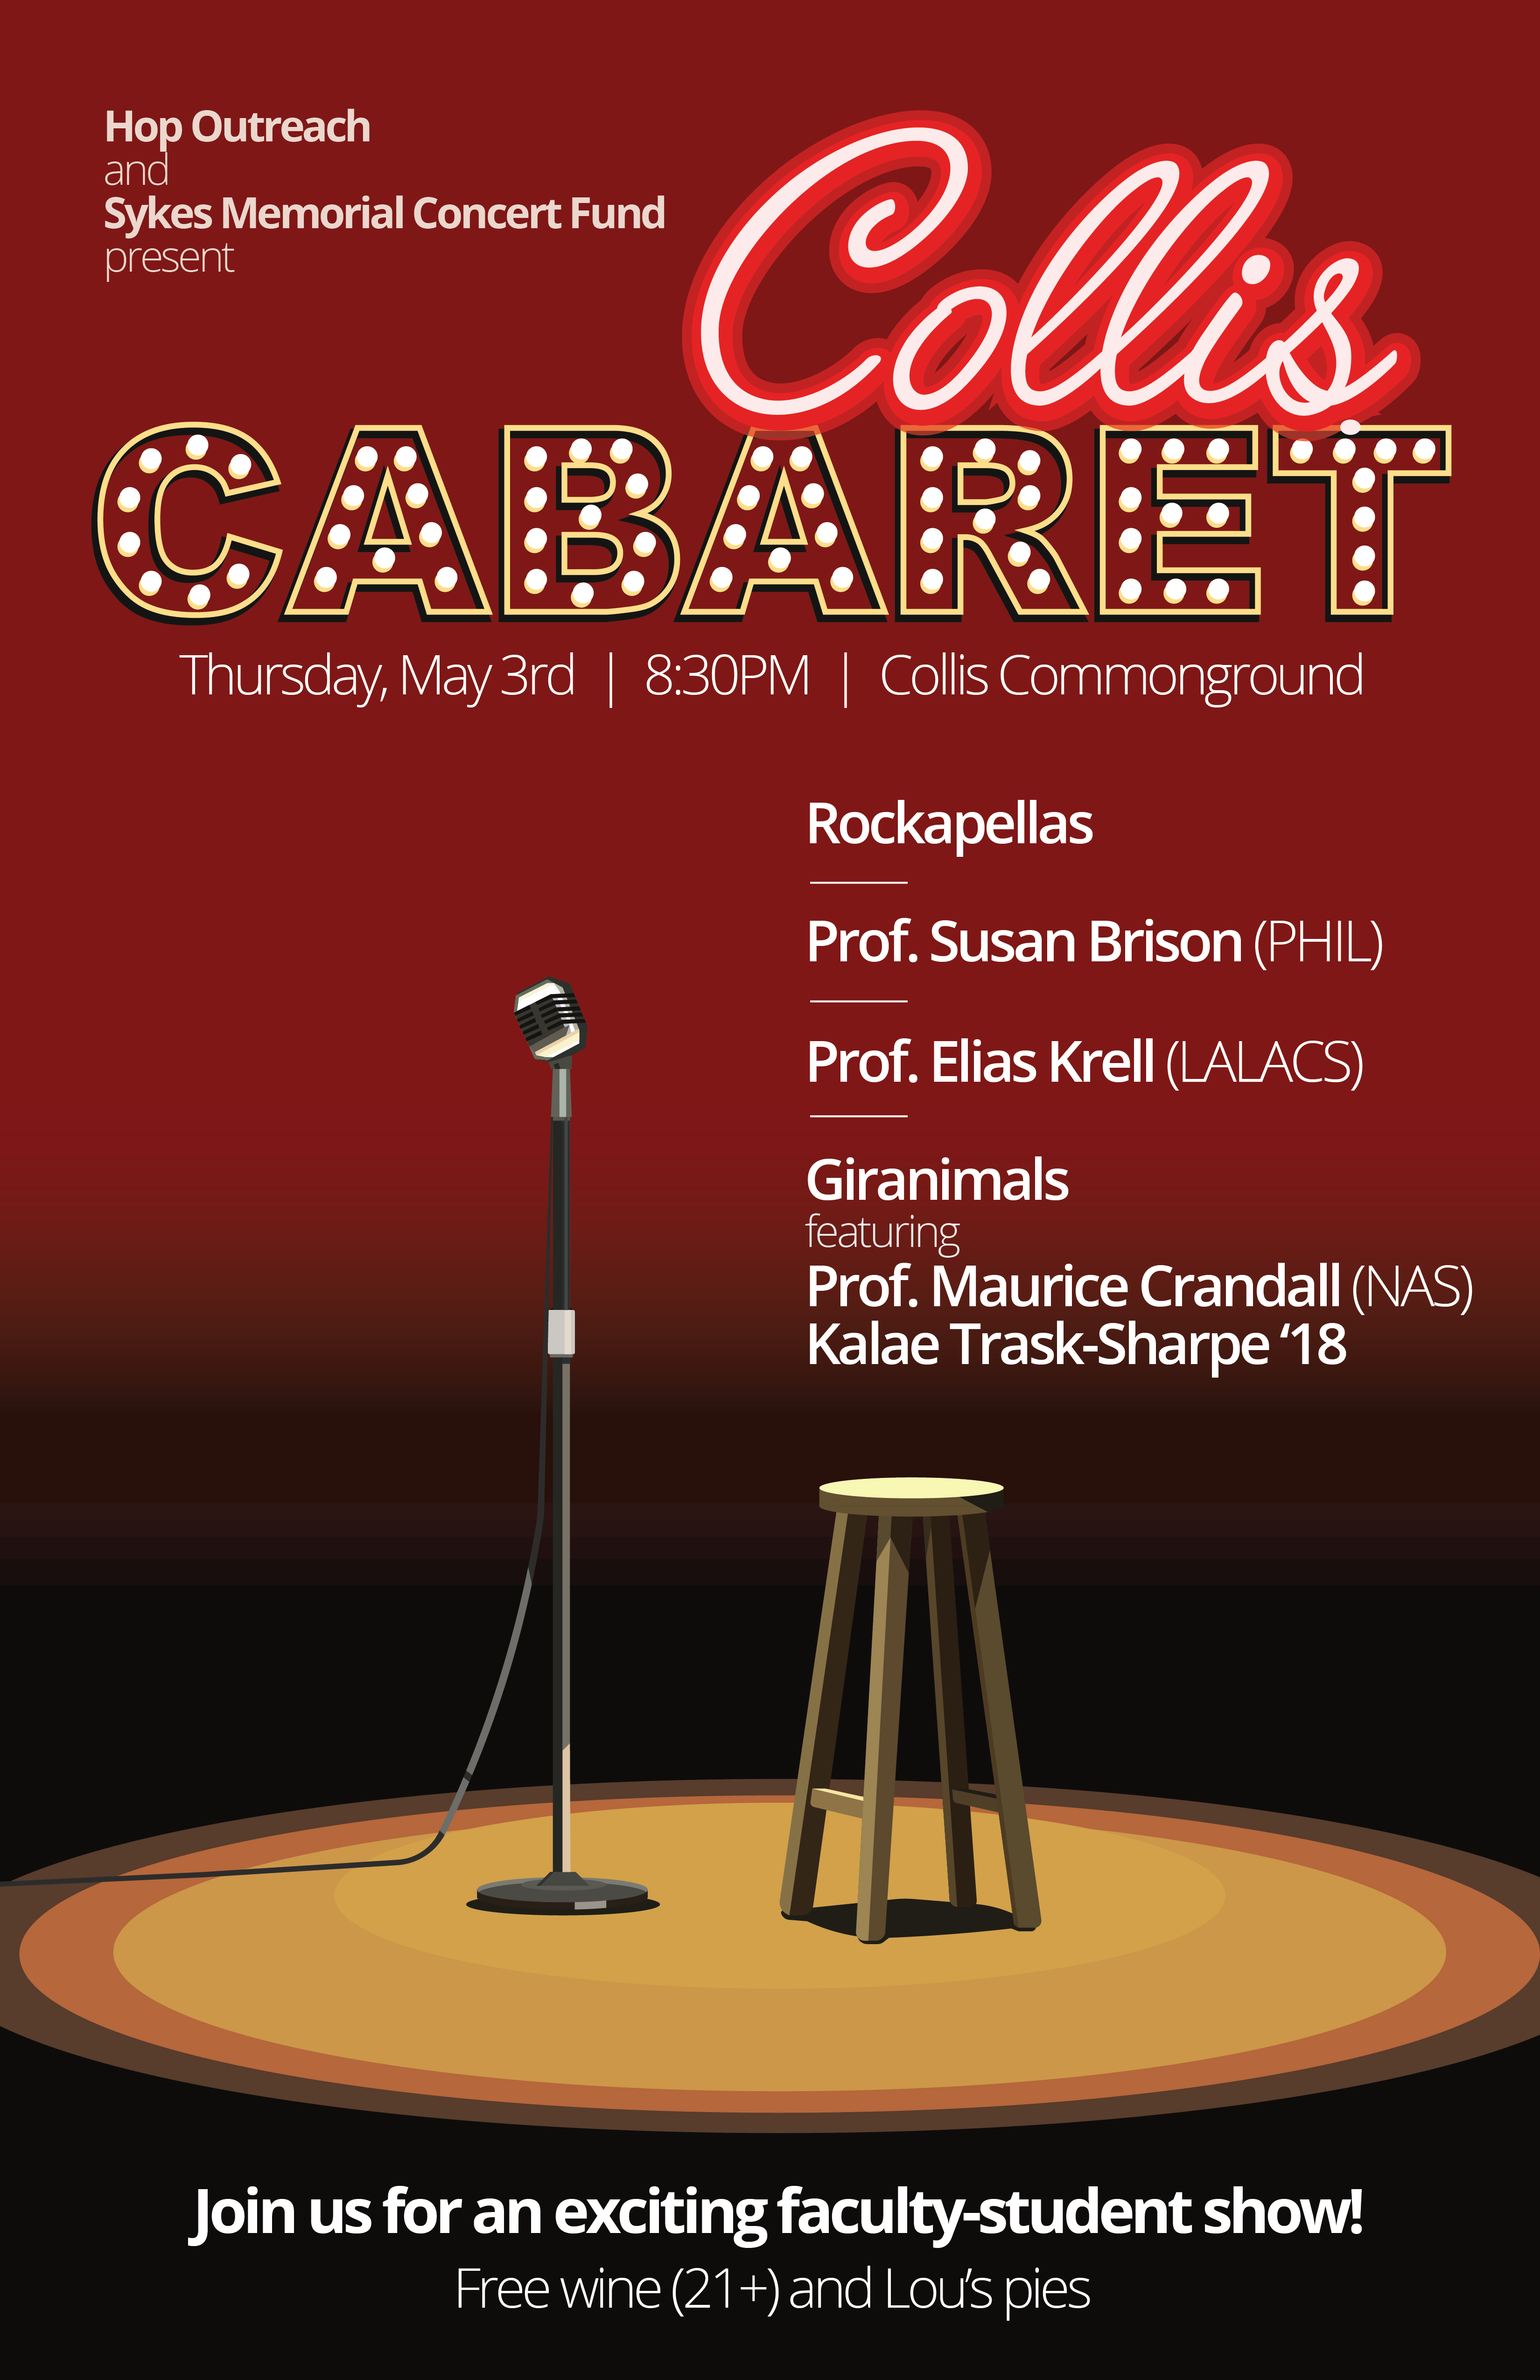 Hop Outreach
and
Sykes Memorial Concert Fund
present
Collis
CABARET
Thursday, May 3rd | 8:30PM | Collis Commonground
Rockapellas
Prof. Susan Brison (PHIL)
Prof. Elias Krell (LALACS)
Giranimals
featuring
Prof. Maurice Crandall (NAS)
Kalae Trask-Sharpe ‘18
Join us for an exciting faculty-student show!
Free wine (21+) and Lou’s pies